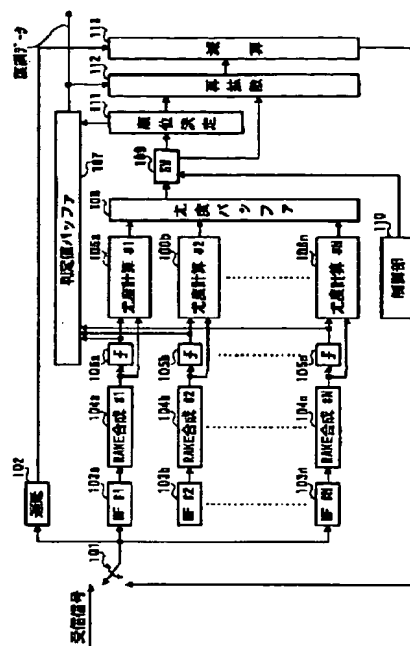 受信信号
101
102
遅延
103a
MF #1
103b
MF #2
103n
MF #N
104a
RAKE合成 #1
104b
RAKE合成 #2
104n
RAKE合成 #N
105a
105b
105n
106a
尤度計算 #1
106b
尤度計算 #2
106n
尤度計算 #N
107
判定値バッファ
108
尤度バッファ
109
SW
110
制御部
111
順位決定
112
再拡散
113
減算
復調データ